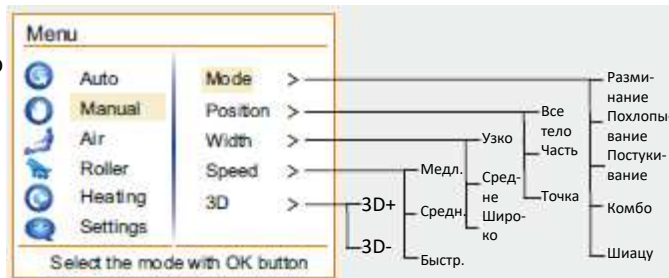 Menu
Auto
Manual
Air
Roller
Heating
Settings
Mode >
Position >
Width >
Speed >
3D >
Select the mode with OK button
3D+
3D-
Медл.
Средн.
Быстр.
Узко
Сред-
не
Широ-
ко
Все
тело
Часть
Точка
Разми-
нание
Похлопы-
вание
Постуки-
вание
Комбо
Шиацу